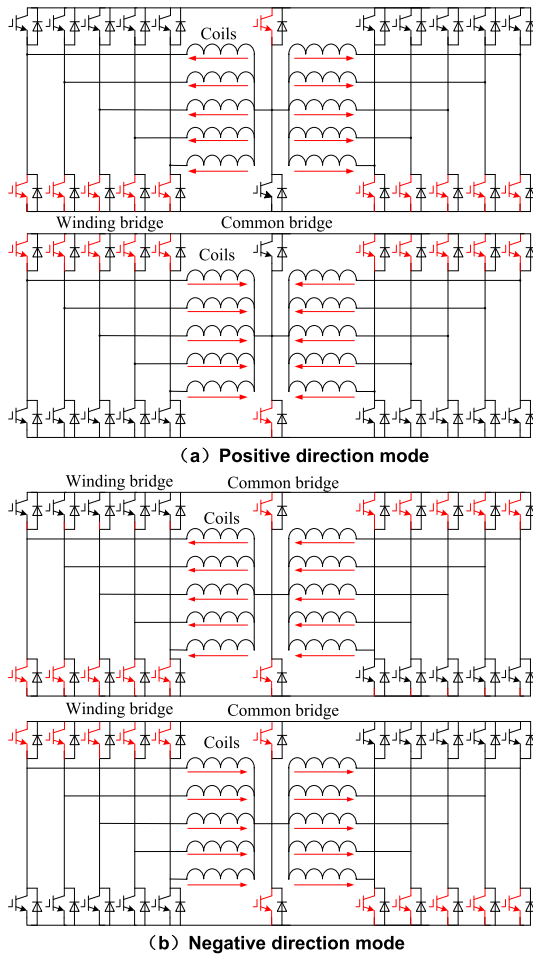 Coils
Winding bridge Common bridge
Coils
（a）Positive direction mode
Winding bridge Common bridge
Coils
Winding bridge Common bridge
Coils
（b）Negative direction mode